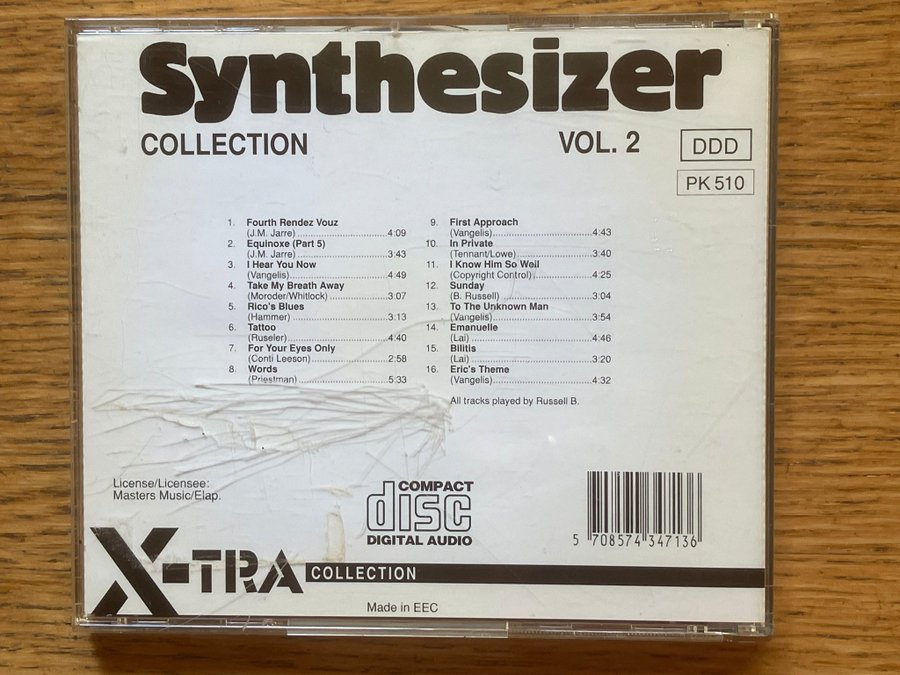 Synthesizer
COLLECTION VOL. 2
DDD
PK 510
1. Fourth Rendez Vouz
(J.M. Jarre)..........4:09
2. Equinoxe (Part 5)
(J.M. Jarre)..........3:43
3. I Hear You Now
(Vangelis)..........4:49
4. Take My Breath Away
(Moroder/Whitlock)..........3:07
5. Rico's Blues
(Hammer)..........3:13
6. Tattoo
(Ruseler)..........4:40
7. For Your Eyes Only
(Conti Leeson)..........2:58
8. Words
(Priestman)..........5:33
9. First Approach
(Vangelis)..........4:43
10. In Private
(Tennant/Lowe)..........3:40
11. I Know Him So Well
(Copyright Control)..........4:25
12. Sunday
(B. Russell)..........3:04
13. To The Unknown Man
(Vangelis)..........3:54
14. Emanuelle
(Lai)..........4:46
15. Bilitis
(Lai)..........3:20
16. Eric's Theme
(Vangelis)..........4:32
All tracks played by Russell B.
License/Licensee:
Masters Music/Elap.
COMPACT
disc
DIGITAL AUDIO
5 708574 347136
X-TRA COLLECTION
Made in EEC